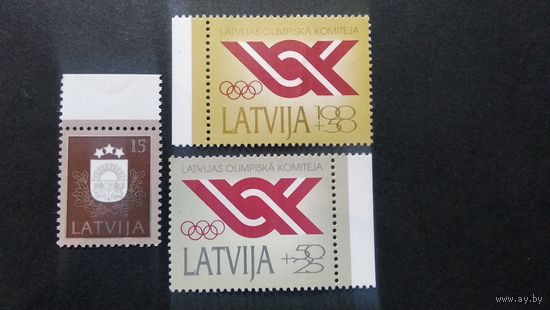 15
LATVIJA
LATVIJAS OLIMPISKĀ KOMITEJA
LATVIJA 100
+50
LATVIJAS OLIMPISKĀ KOMITEJA
LATVIJA +50
25
www.ay.by